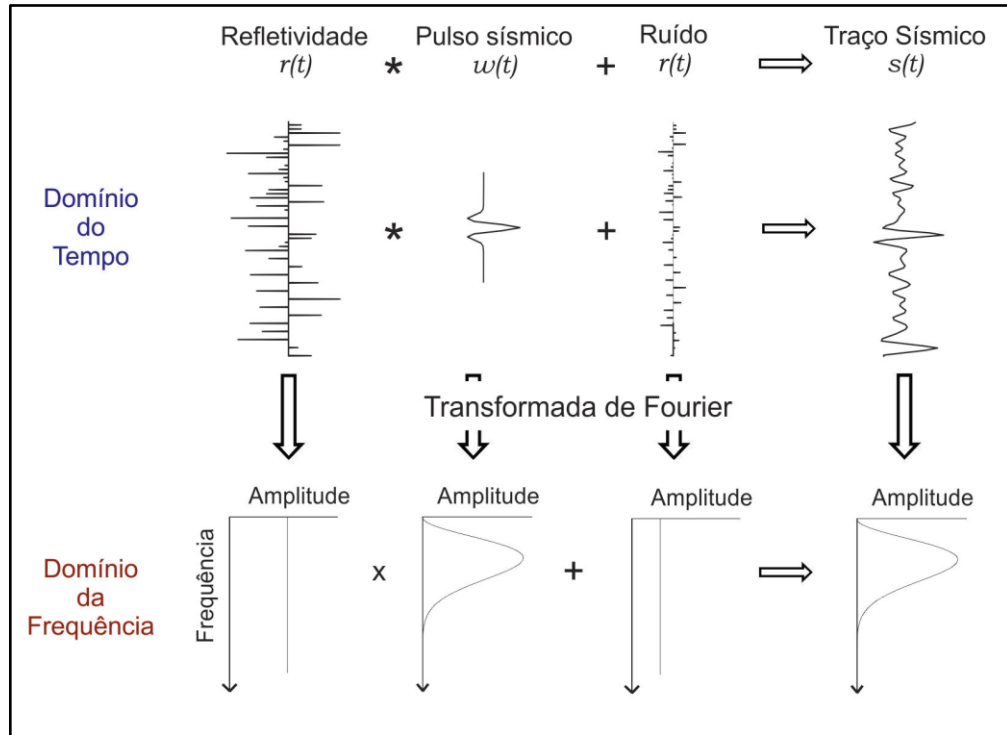 Refletividade Pulso sísmico Ruído Traço Sísmico
r(t) * w(t) + r(t) s(t)
Domínio
do
Tempo
* +
Transformada de Fourier
Amplitude Amplitude Amplitude Amplitude
Frequência
Domínio
da
Frequência
x +